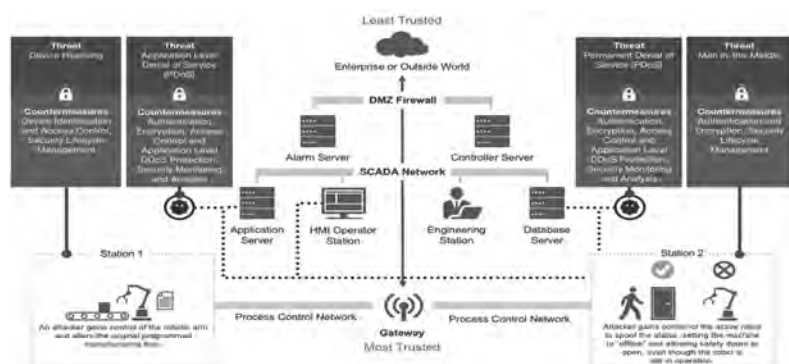 Least Trusted
Enterprise or Outside World
DMZ Firewall
Alarm Server
Controller Server
SCADA Network
Application
Server
HMI Operator
Station
Engineering
Station
Database
Server
Process Control Network
Process Control Network
Gateway
Most Trusted
Threat
Device Hijacking
Countermeasures
Device Identification
and Access Control,
Security Lifecycle
Management
Threat
Application Level
Denial of Service
Countermeasures
Authentication,
Encryption, Access
Control and
Application Level
DDoS Protection,
Security Monitoring
and Analysis
Threat
Permanent Denial of
Service (PDoS)
Countermeasures
Authentication,
Encryption, Access
Control and
Application Level
DDoS Protection,
Security Monitoring
and Analysis
Threat
Man in the Middle
Countermeasures
Authentication and
Encryption, Security
Lifecycle
Management
Station 1
An attacker gains control of the robotic arm
and alters the original programmed
manufacturing flow.
Station 2
Attacker gains control of the active robot
to spoof the status, setting the machine
to "offline" and allowing safety doors to
open, even though the robot is
still in operation.